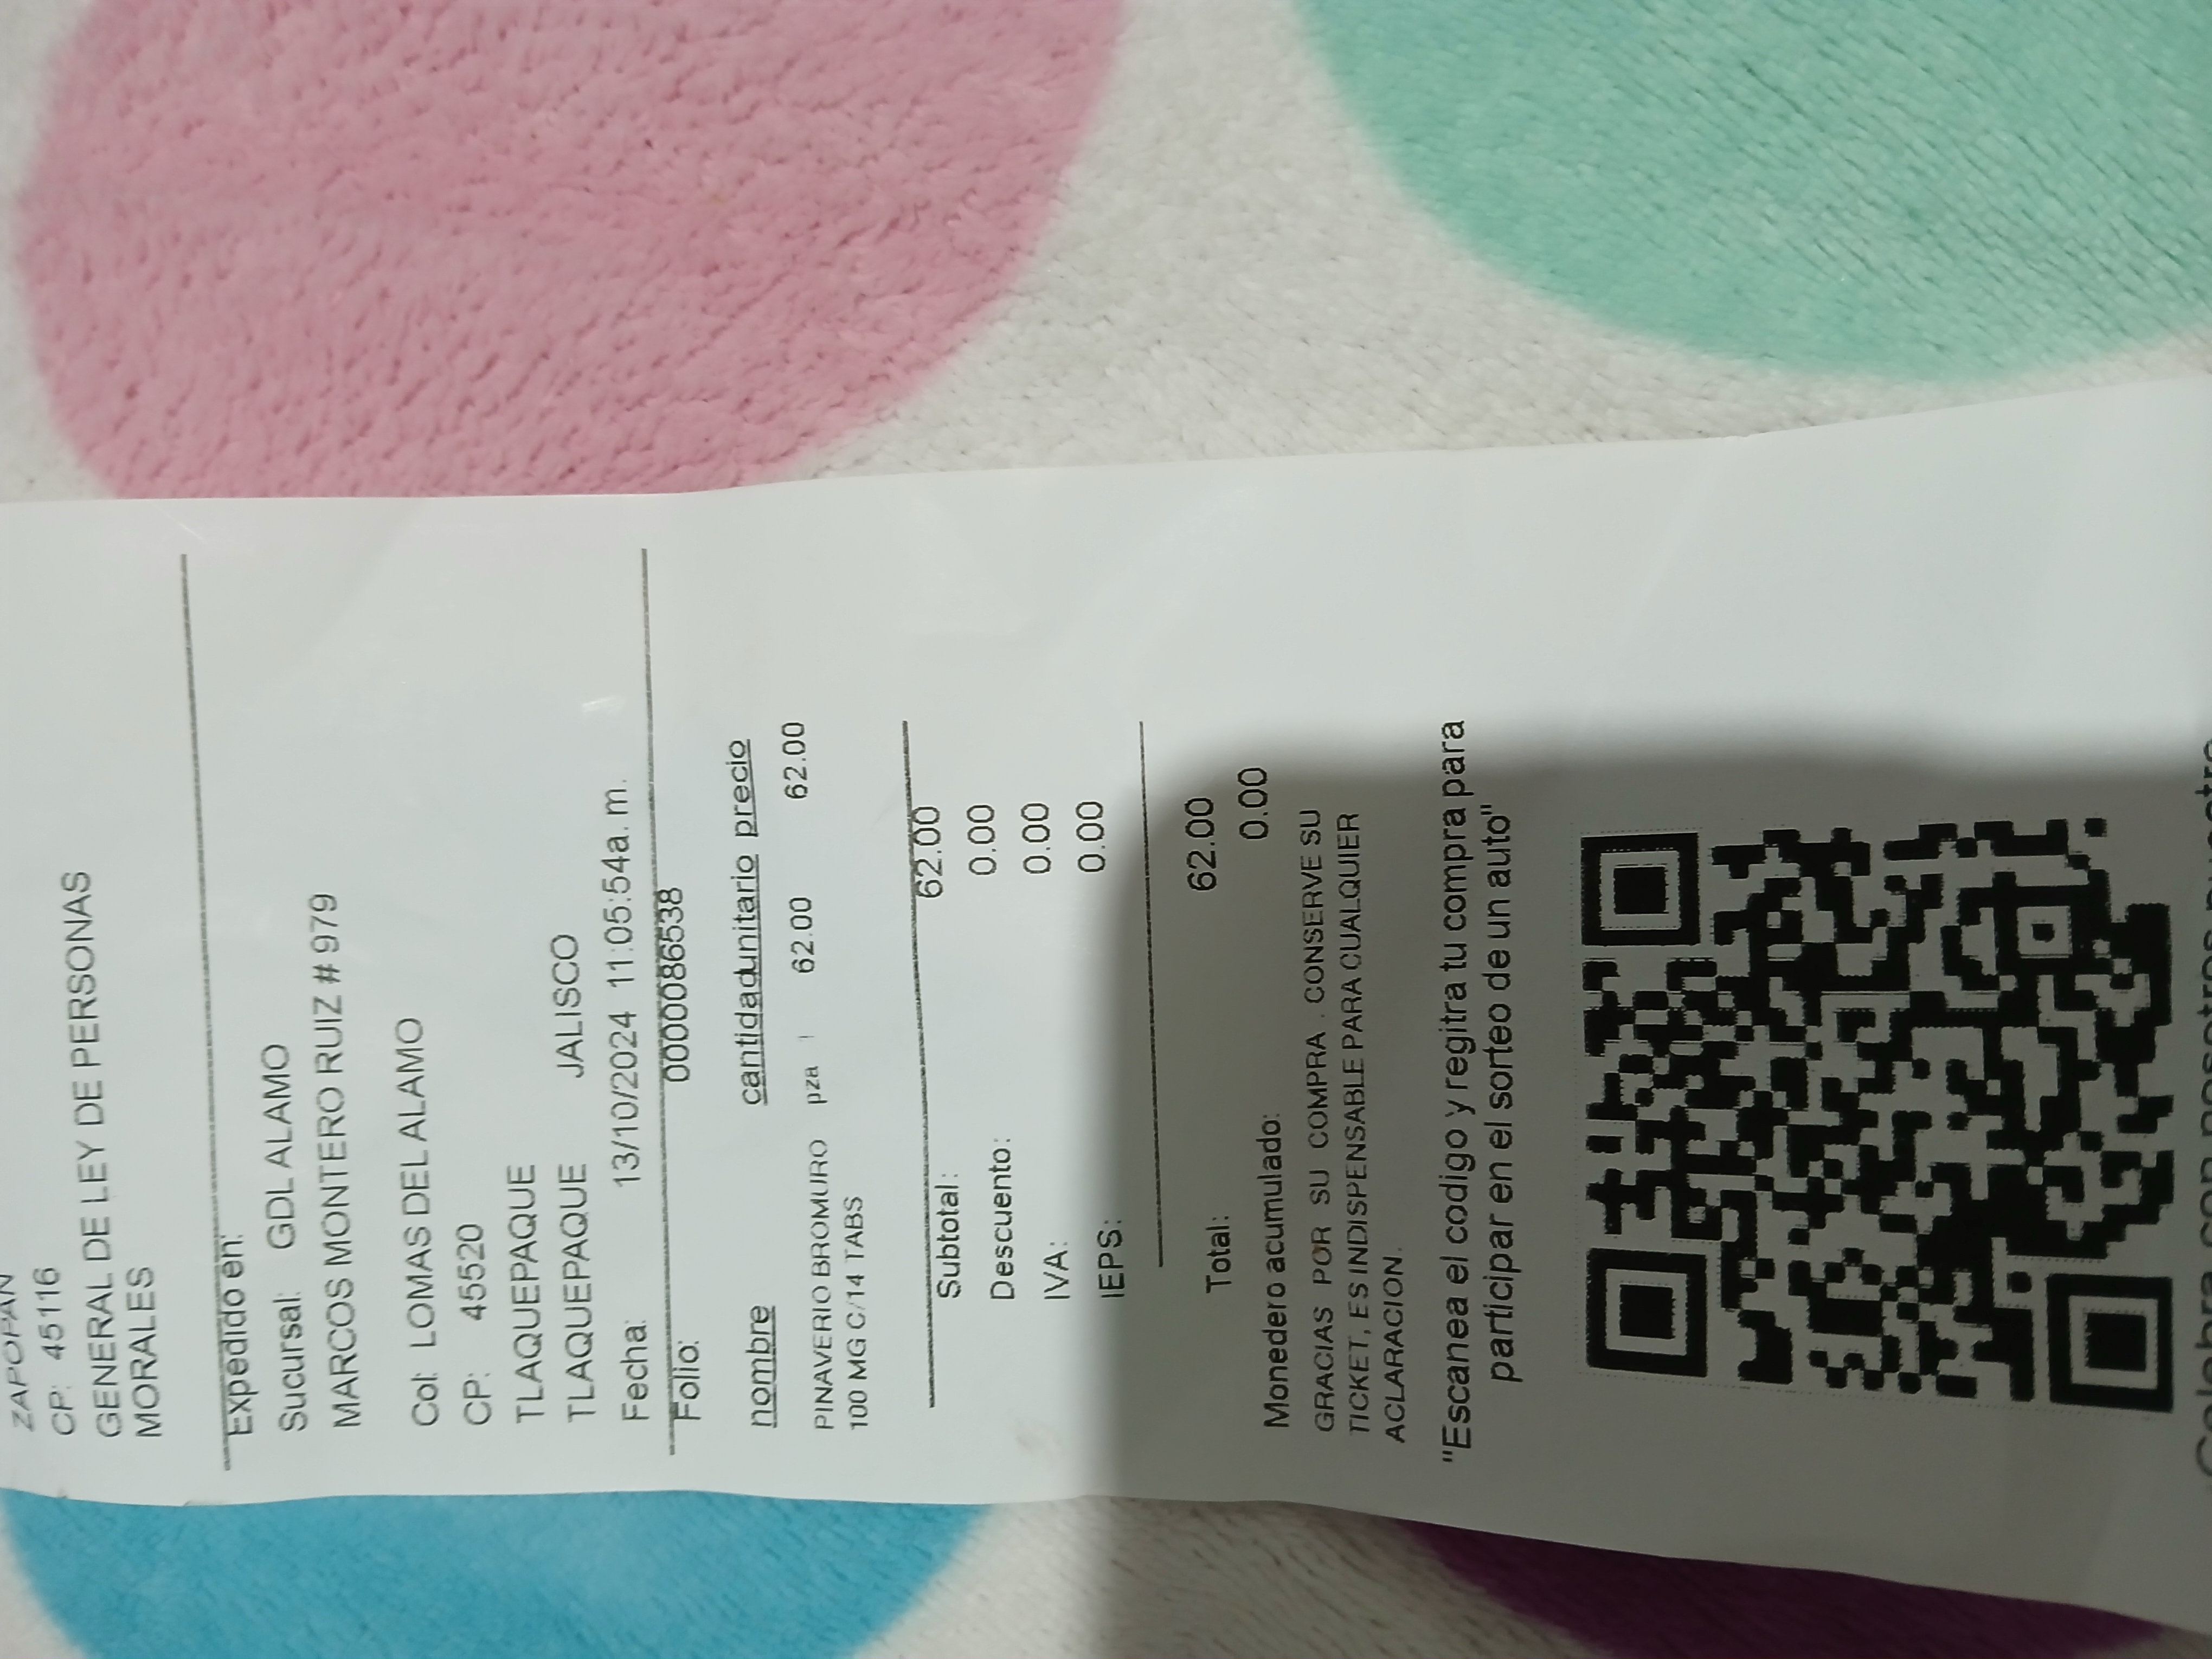 ZAPOPAN
CP: 45116
GENERAL DE LEY DE PERSONAS
MORALES
Expedido en:
Sucursal: GDL ALAMO
MARCOS MONTERO RUIZ # 979
Col: LOMAS DEL ALAMO
CP: 45520
TLAQUEPAQUE
TLAQUEPAQUE JALISCO
Fecha: 13/10/2024 11:05:54a. m.
Folio: 0000086538
nombre cantidadunitario precio
PINAVERIO BROMURO pza 1 62.00 62.00
100 MG C/14 TABS
Subtotal: 62.00
Descuento: 0.00
IVA: 0.00
IEPS: 0.00
Total: 62.00
Monedero acumulado: 0.00
GRACIAS POR SU COMPRA . CONSERVE SU
TICKET, ES INDISPENSABLE PARA CUALQUIER
ACLARACION.
"Escanea el codigo y regitra tu compra para
participar en el sorteo de un auto"